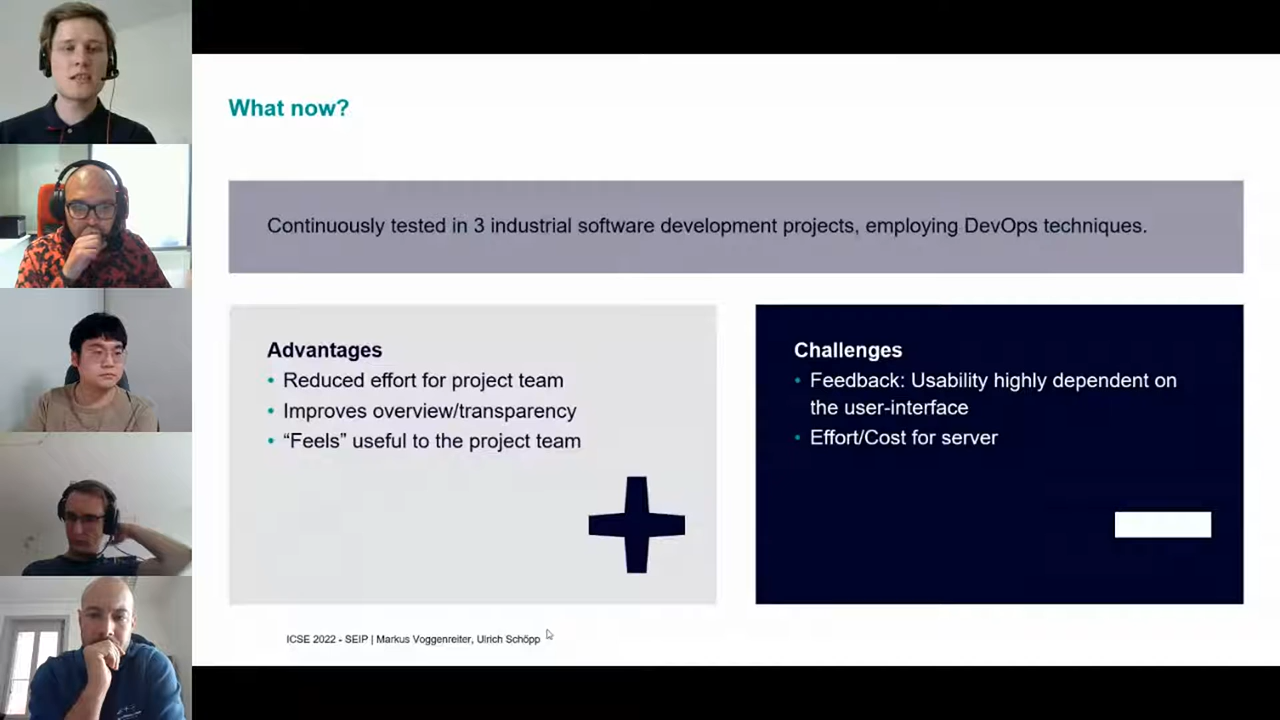 What now?
Continuously tested in 3 industrial software development projects, employing DevOps techniques.
Advantages
• Reduced effort for project team
• Improves overview/transparency
• “Feels” useful to the project team
Challenges
• Feedback: Usability highly dependent on
the user-interface
• Effort/Cost for server
ICSE 2022 - SEIP | Markus Voggenreiter, Ulrich Schöpp